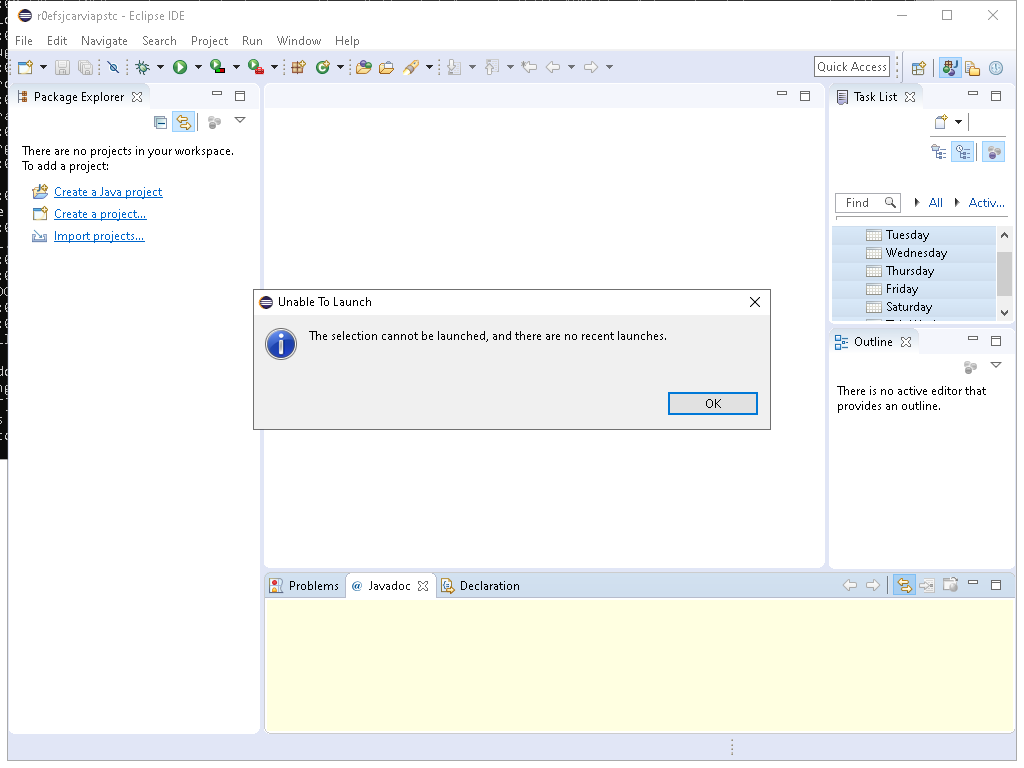 r0efsjcarviapstc - Eclipse IDE
File Edit Navigate Search Project Run Window Help
Quick Access
Package Explorer
There are no projects in your workspace.
To add a project:
Create a Java project
Create a project...
Import projects...
Task List
Find All Activ...
Tuesday
Wednesday
Thursday
Friday
Saturday
Unable To Launch
The selection cannot be launched, and there are no recent launches.
OK
Outline
There is no active editor that
provides an outline.
Problems @ Javadoc Declaration